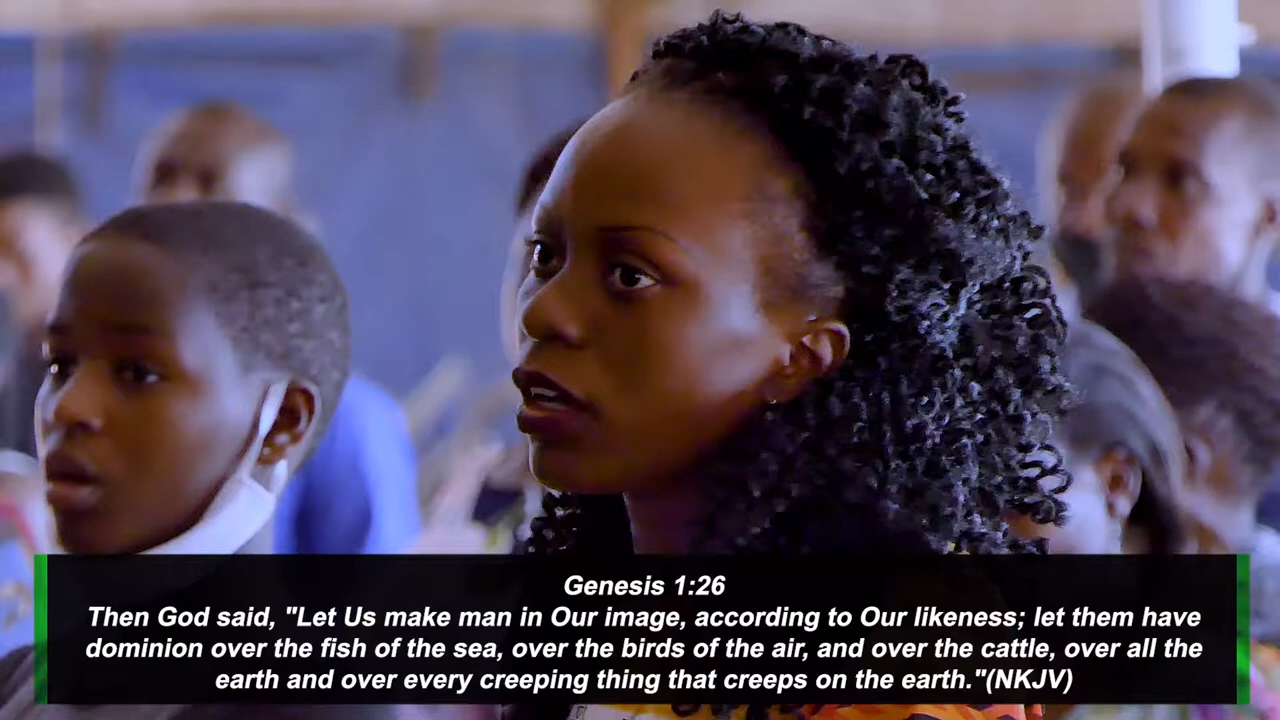 Genesis 1:26
Then God said, "Let Us make man in Our image, according to Our likeness; let them have
dominion over the fish of the sea, over the birds of the air, and over the cattle, over all the
earth and over every creeping thing that creeps on the earth."(NKJV)